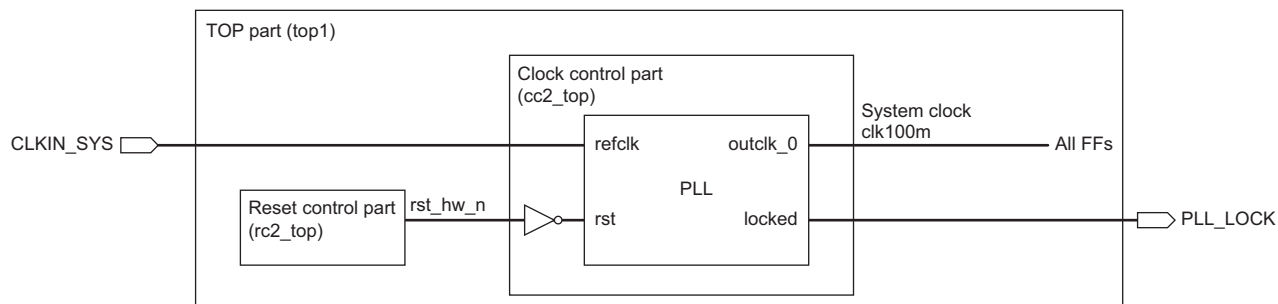 TOP part (top1)
Clock control part
(cc2_top)
System clock
clk100m
CLKIN_SYS
refclk
outclk_0
All FFs
PLL
Reset control part
(rc2_top)
rst_hw_n
rst
locked
PLL_LOCK